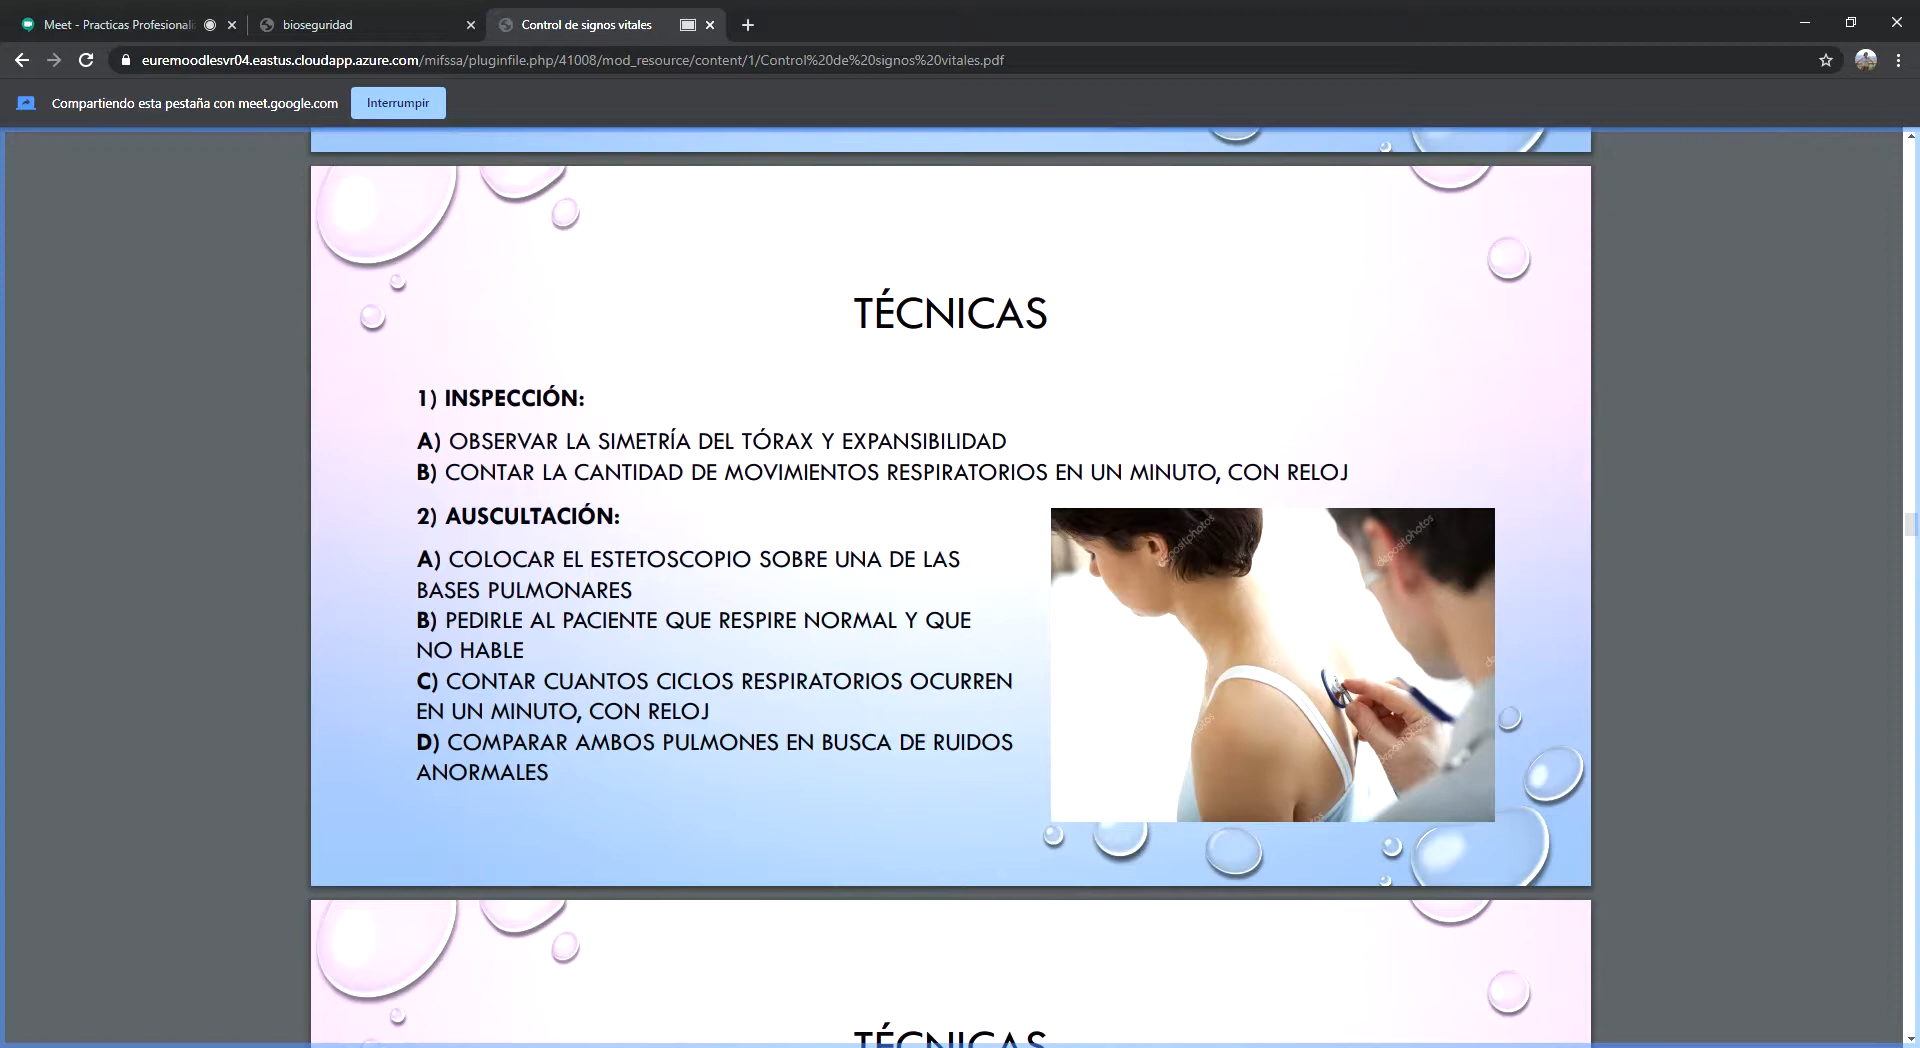 Meet - Practicas Profesionali
bioseguridad
Control de signos vitales
euremoodlesvr04.eastus.cloudapp.azure.com/mifssa/pluginfile.php/41008/mod_resource/content/1/Control%20de%20signos%20vitales.pdf
Compartiendo esta pestaña con meet.google.com
Interrumpir
TÉCNICAS
1) INSPECCIÓN:
A) OBSERVAR LA SIMETRÍA DEL TÓRAX Y EXPANSIBILIDAD
B) CONTAR LA CANTIDAD DE MOVIMIENTOS RESPIRATORIOS EN UN MINUTO, CON RELOJ
2) AUSCULTACIÓN:
A) COLOCAR EL ESTETOSCOPIO SOBRE UNA DE LAS
BASES PULMONARES
B) PEDIRLE AL PACIENTE QUE RESPIRE NORMAL Y QUE
NO HABLE
C) CONTAR CUANTOS CICLOS RESPIRATORIOS OCURREN
EN UN MINUTO, CON RELOJ
D) COMPARAR AMBOS PULMONES EN BUSCA DE RUIDOS
ANORMALES
depositphotos
depositphotos
TÉCNICAS